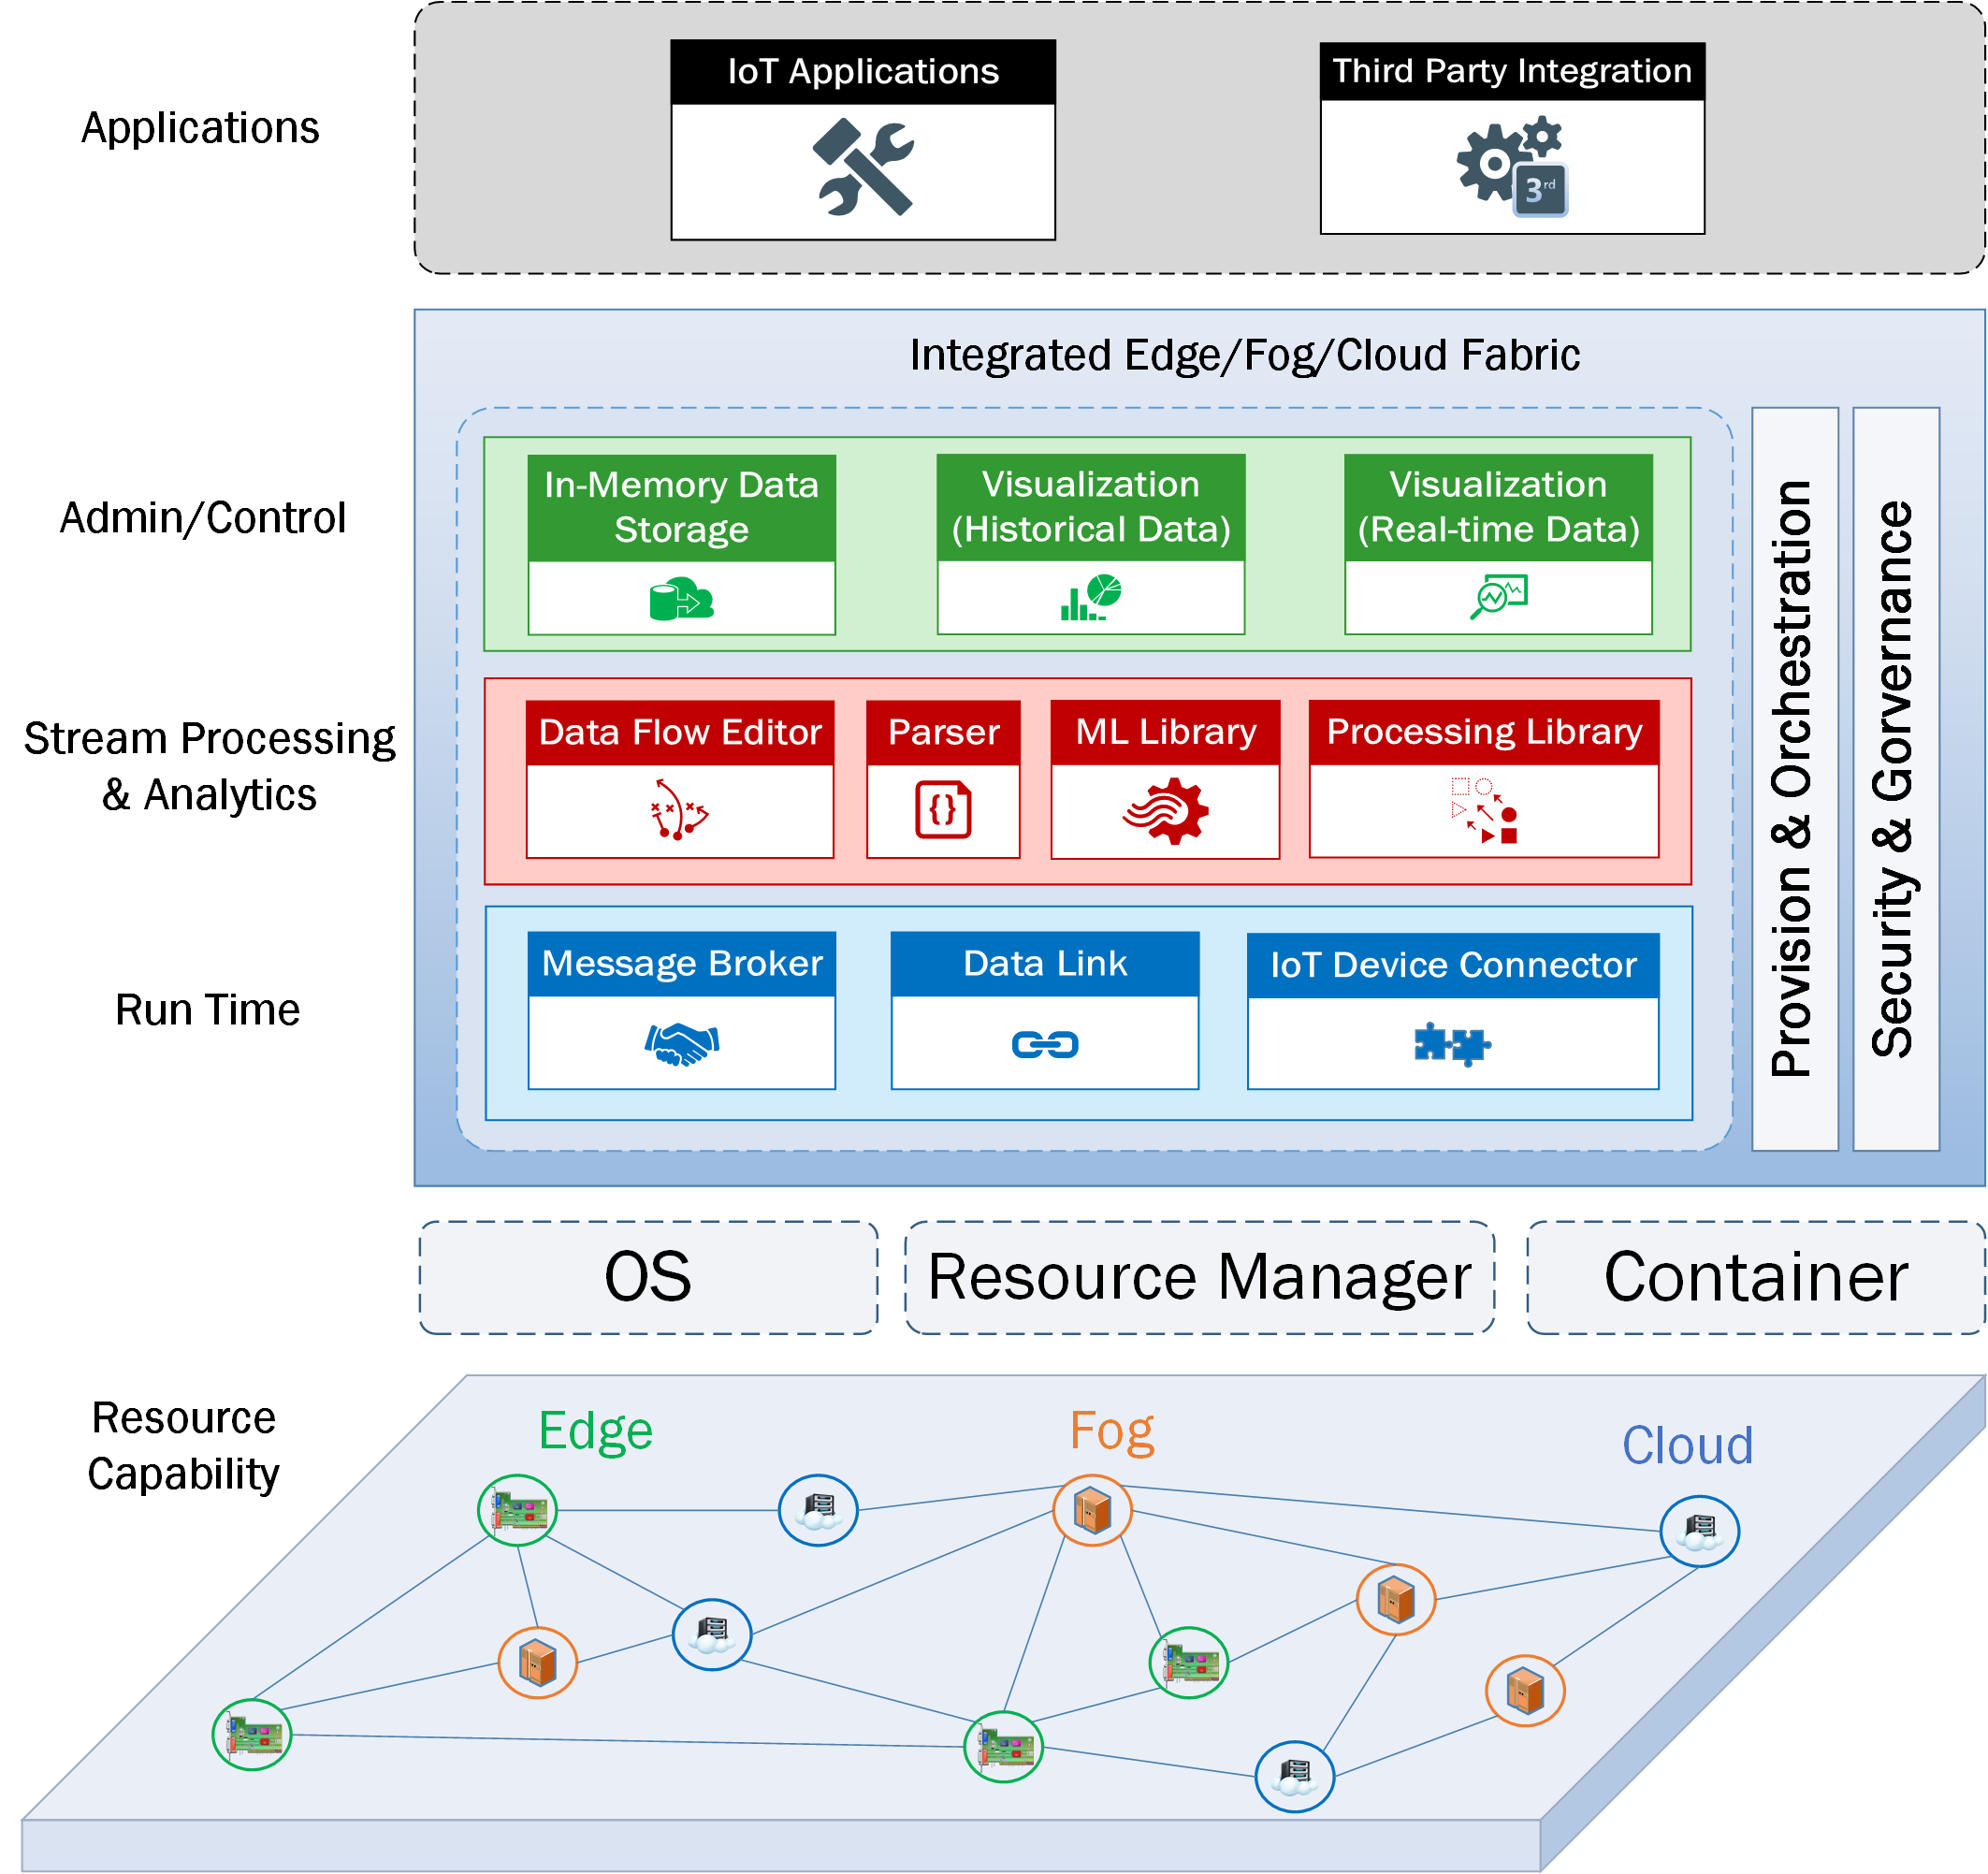 Applications
IoT Applications
Third Party Integration
3rd
Integrated Edge/Fog/Cloud Fabric
Admin/Control
In-Memory Data
Storage
Visualization
(Historical Data)
Visualization
(Real-time Data)
Stream Processing
& Analytics
Data Flow Editor
Parser
{}
ML Library
Processing Library
Run Time
Message Broker
Data Link
IoT Device Connector
Provision & Orchestration
Security & Gorvernance
OS
Resource Manager
Container
Resource
Capability
Edge
Fog
Cloud